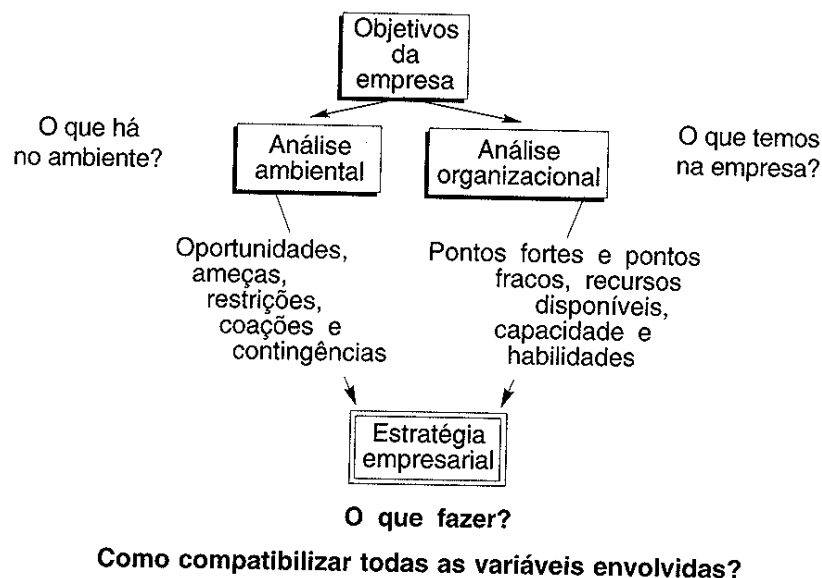 Objetivos
da
empresa
O que há
no ambiente?
Análise
ambiental
Análise
organizacional
O que temos
na empresa?
Oportunidades,
ameças,
restrições,
coações e
contingências
Pontos fortes e pontos
fracos, recursos
disponíveis,
capacidade e
habilidades
Estratégia
empresarial
O que fazer?
Como compatibilizar todas as variáveis envolvidas?